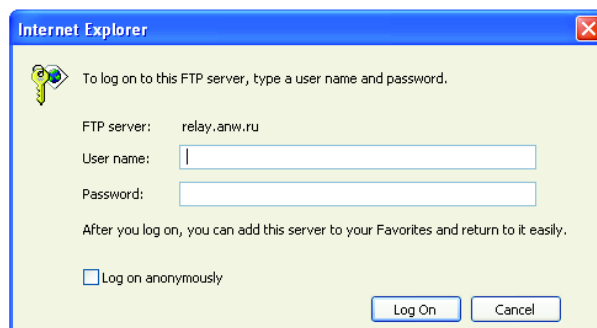 Internet Explorer
To log on to this FTP server, type a user name and password.
FTP server: relay.anw.ru
User name:
Password:
After you log on, you can add this server to your Favorites and return to it easily.
Log on anonymously
Log On Cancel